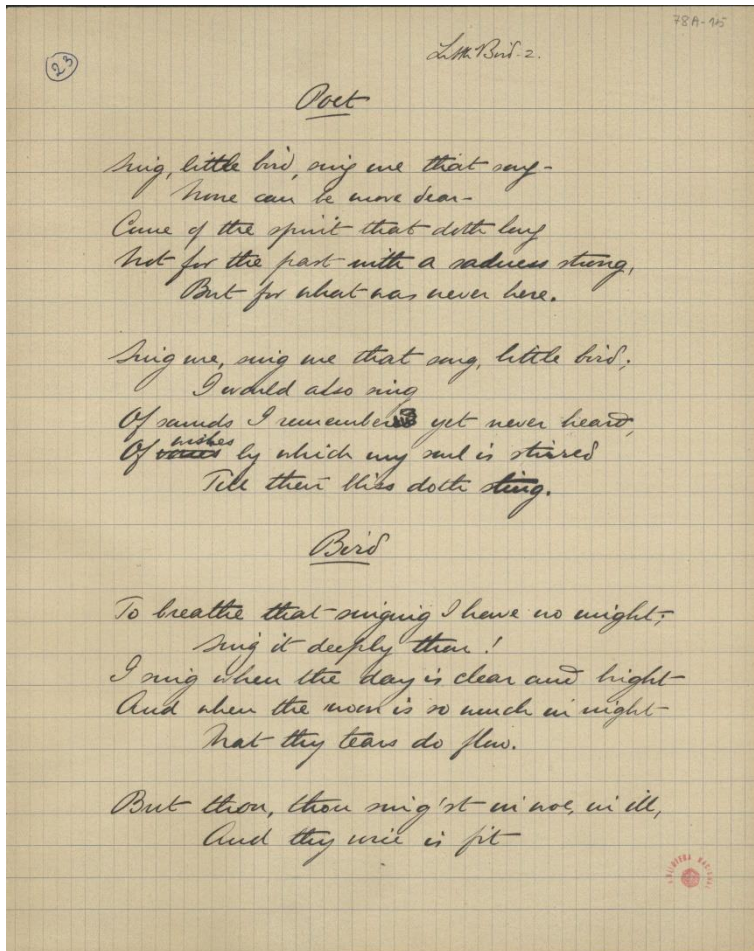 78A-15
23
Little Bird - 2.
Poet
Sing, little bird, sing me that song -
None can be more dear -
Come of the spirit that doth long
Not for the past with a sadness strong,
But for what was never here.
Sing me, sing me that song, little bird;
I would also sing
Of sounds I remember yet never heard,
Of wishes by which my soul is stirred
Till their bliss doth sting.
Bird
To breathe that singing I have no might;
Sing it deeply thou!
I sing when the day is clear and bright
And when the moon is so much in night
That thy tears do flow.
But thou, thou sing'st in woe, in ill,
And thy voice is fit